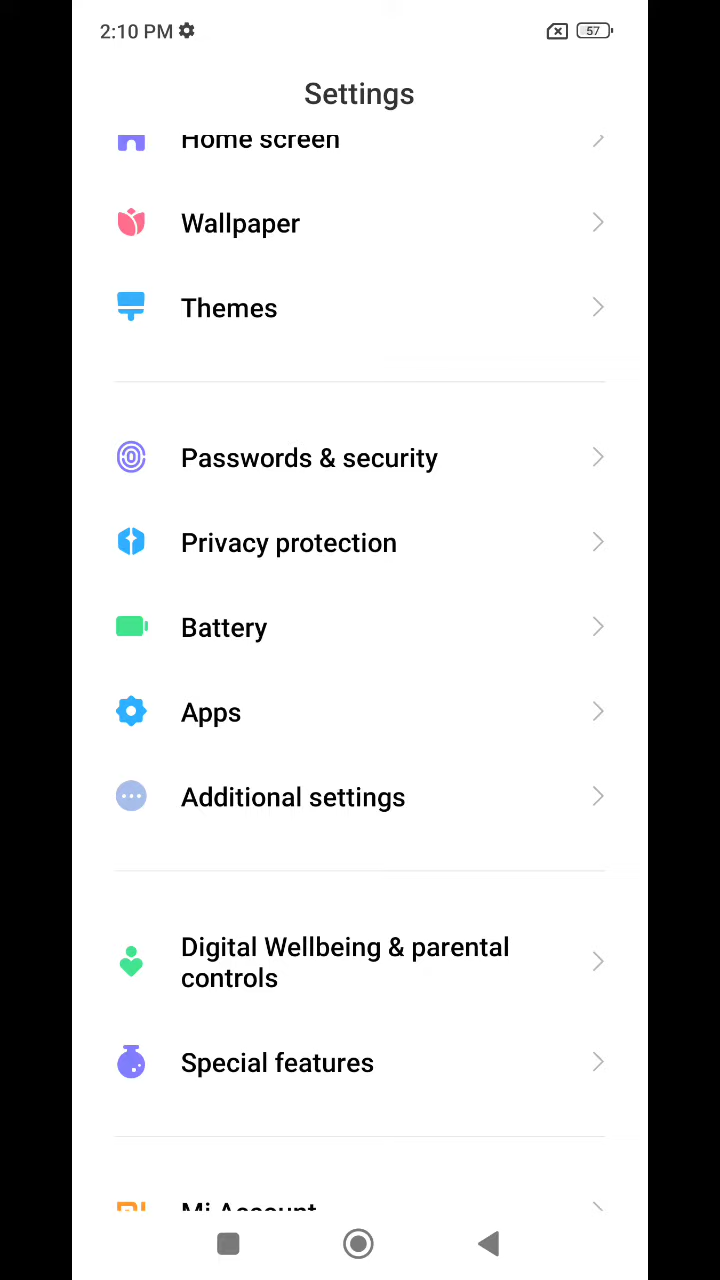 2:10 PM
57
Settings
Home screen
Wallpaper
Themes
Passwords & security
Privacy protection
Battery
Apps
Additional settings
Digital Wellbeing & parental
controls
Special features
Mi Account